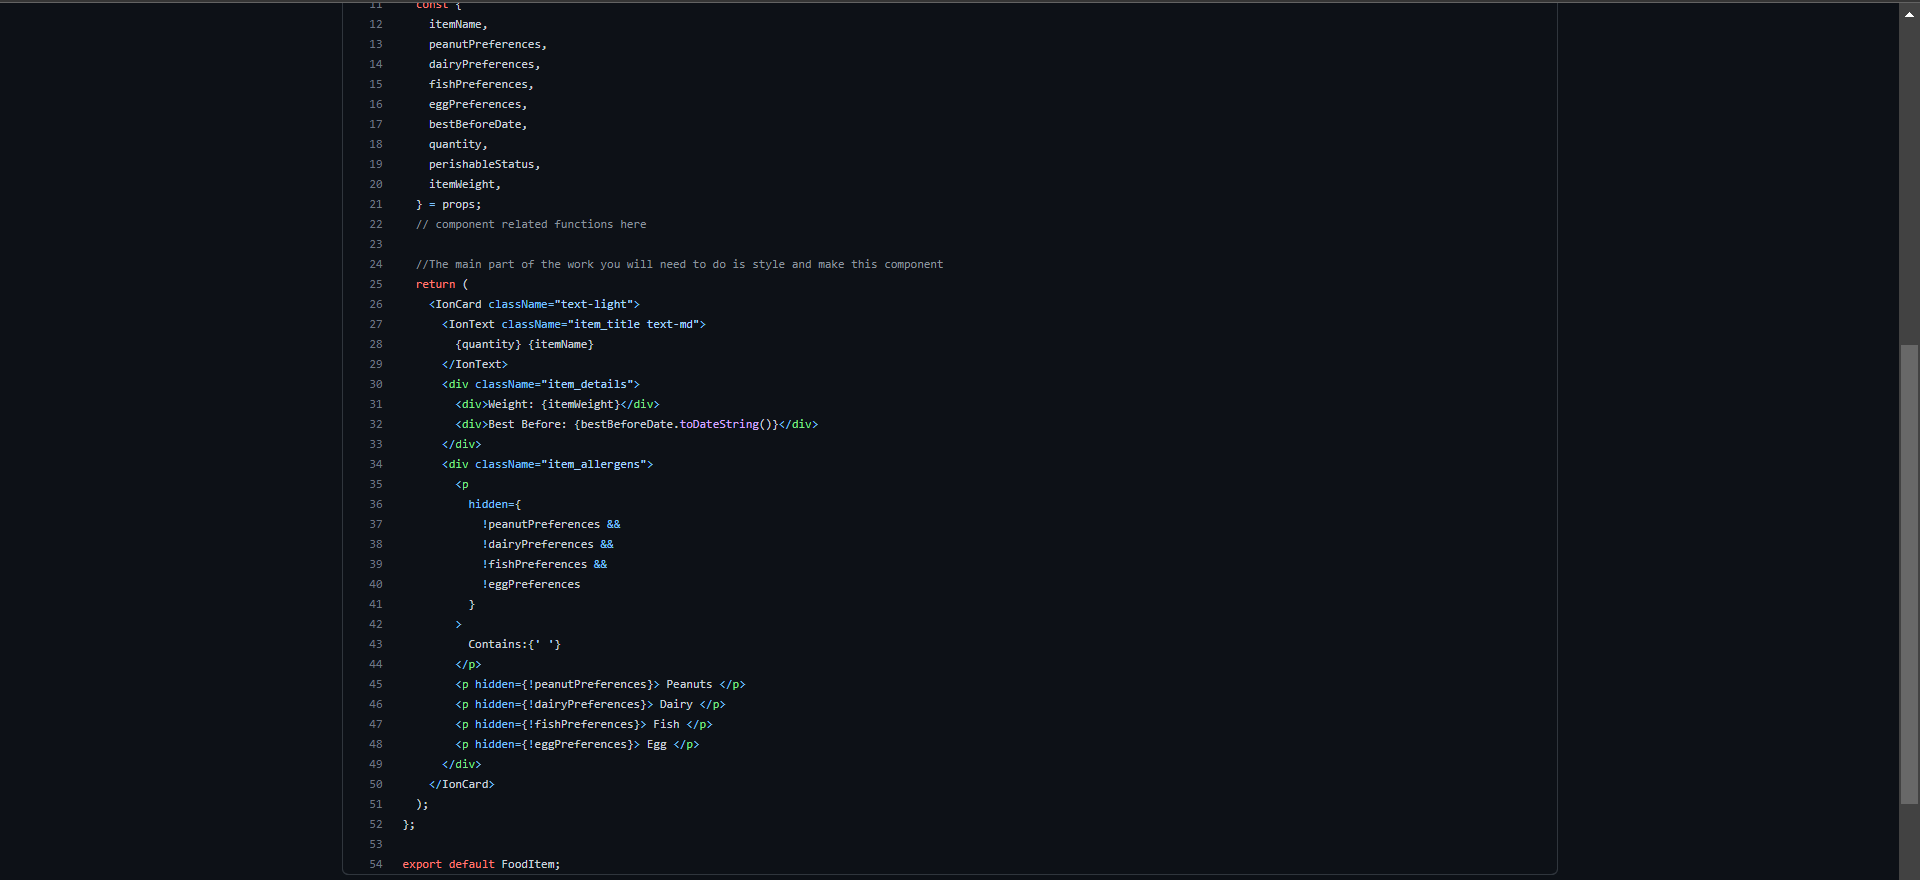 11 const {
12 itemName,
13 peanutPreferences,
14 dairyPreferences,
15 fishPreferences,
16 eggPreferences,
17 bestBeforeDate,
18 quantity,
19 perishableStatus,
20 itemWeight,
21 } = props;
22 // component related functions here
23
24 //The main part of the work you will need to do is style and make this component
25 return (
26 <IonCard className="text-light">
27 <IonText className="item_title text-md">
28 {quantity} {itemName}
29 </IonText>
30 <div className="item_details">
31 <div>Weight: {itemWeight}</div>
32 <div>Best Before: {bestBeforeDate.toDateString()}</div>
33 </div>
34 <div className="item_allergens">
35 <p
36 hidden={
37 !peanutPreferences &&
38 !dairyPreferences &&
39 !fishPreferences &&
40 !eggPreferences
41 }
42 >
43 Contains:{' '}
44 </p>
45 <p hidden={!peanutPreferences}> Peanuts </p>
46 <p hidden={!dairyPreferences}> Dairy </p>
47 <p hidden={!fishPreferences}> Fish </p>
48 <p hidden={!eggPreferences}> Egg </p>
49 </div>
50 </IonCard>
51 );
52 };
53
54 export default FoodItem;